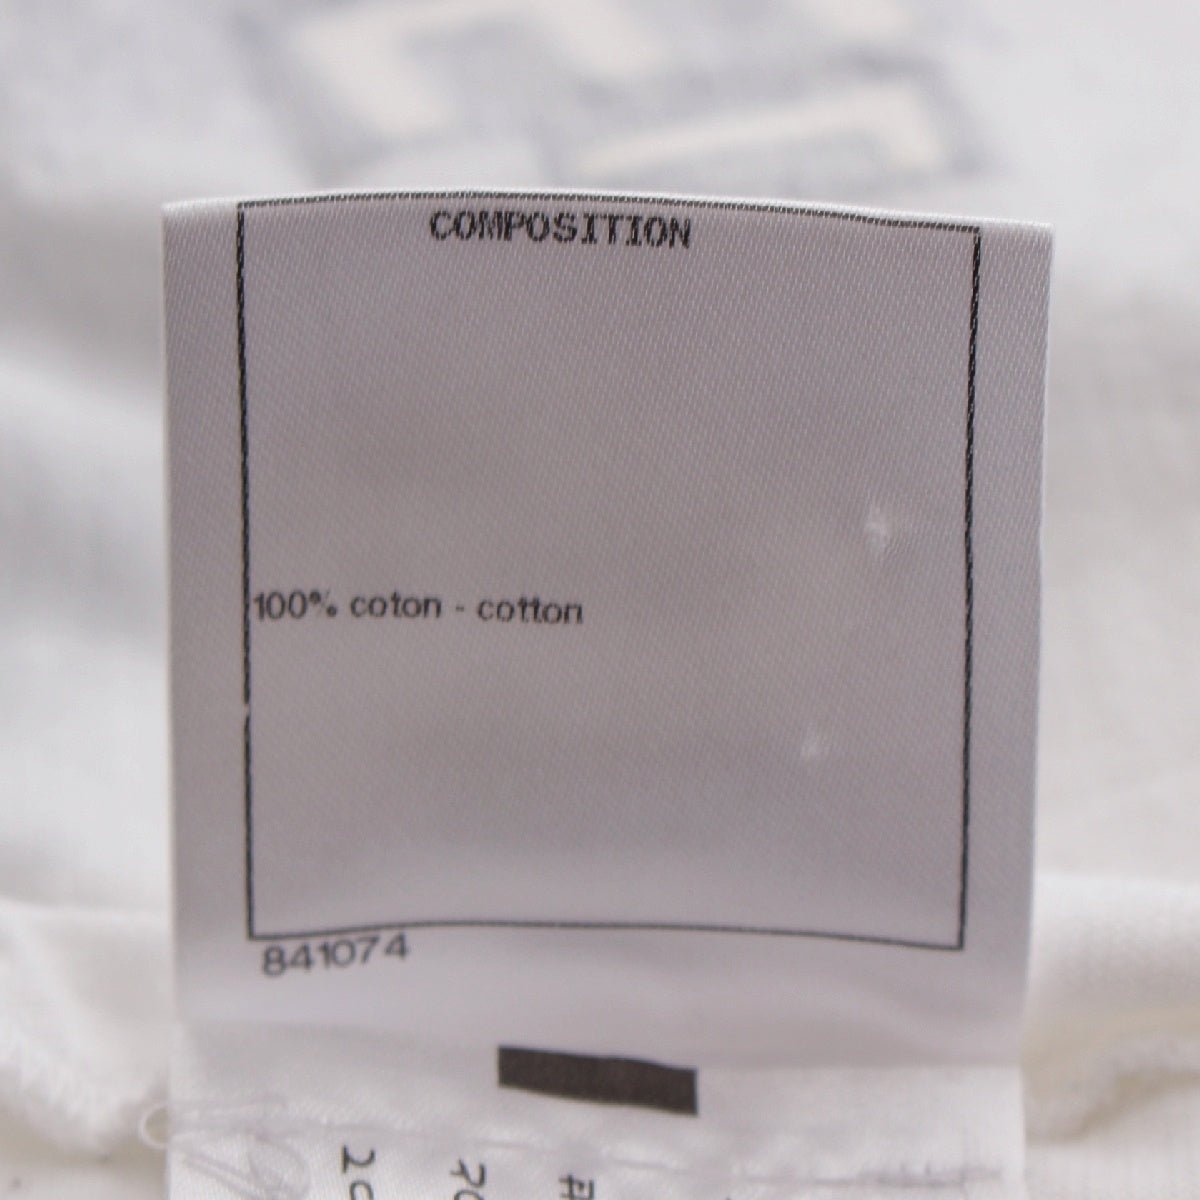 COMPOSITION
100% coton - cotton
841074